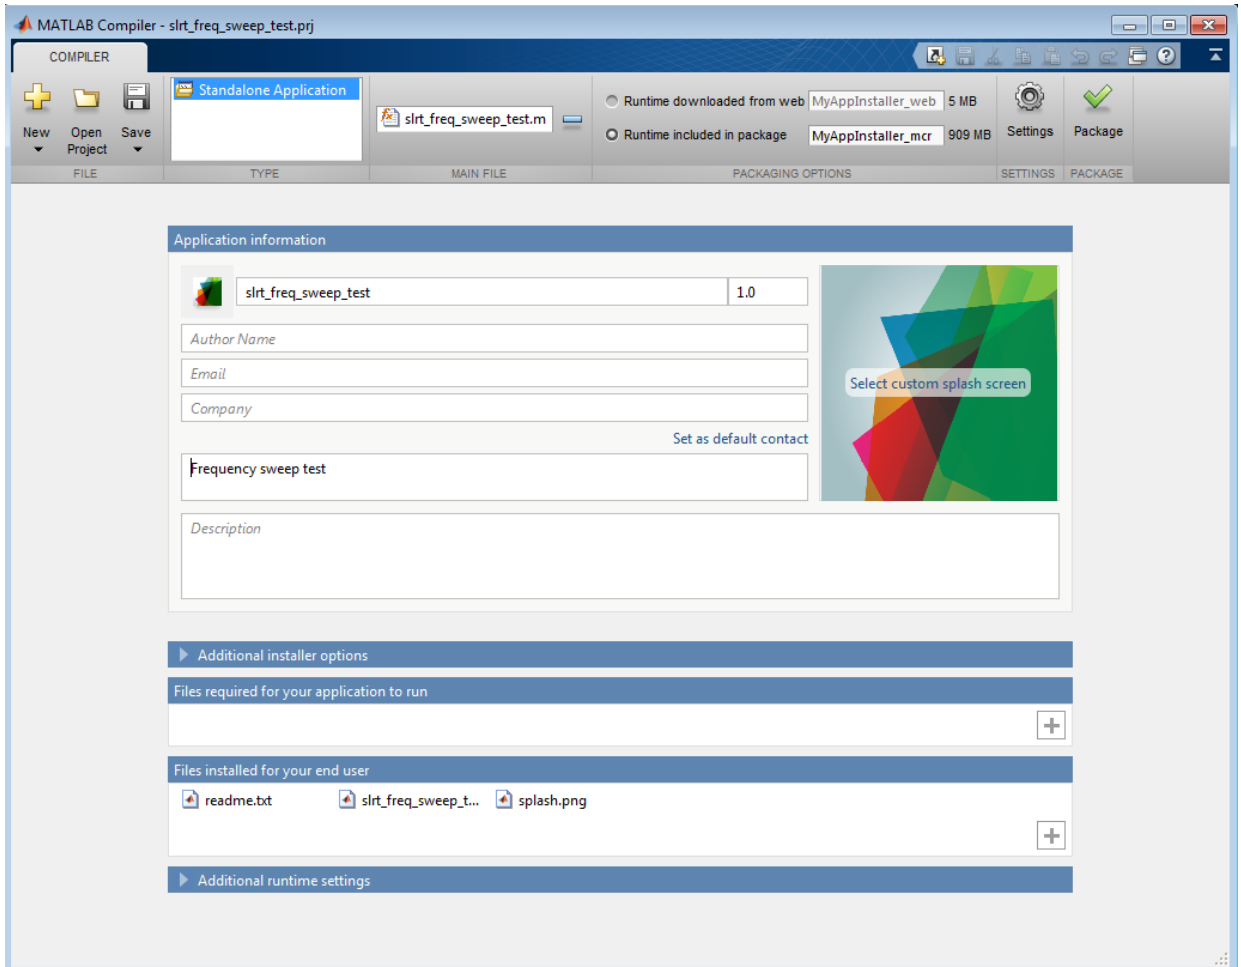 MATLAB Compiler - slrt_freq_sweep_test.prj
COMPILER
New
Open Project
Save
FILE
Standalone Application
TYPE
slrt_freq_sweep_test.m
MAIN FILE
Runtime downloaded from web MyAppInstaller_web 5 MB
Runtime included in package MyAppInstaller_mcr 909 MB
PACKAGING OPTIONS
Settings
SETTINGS
Package
PACKAGE
Application information
slrt_freq_sweep_test 1.0
Author Name
Email
Company
Set as default contact
Select custom splash screen
Frequency sweep test
Description
Additional installer options
Files required for your application to run
Files installed for your end user
readme.txt slrt_freq_sweep_t... splash.png
Additional runtime settings